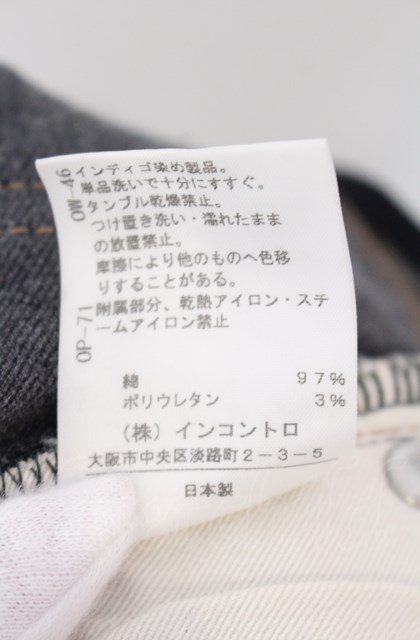 OW-46
インディゴ染め製品。
単品洗いで十分にすすぐ。
タンブル乾燥禁止。
つけ置き洗い・濡れたまま
の放置禁止。
摩擦により他のものへ色移
りすることがある。
OP-71
附属部分、乾熱アイロン・スチ
ームアイロン禁止
綿 97%
ポリウレタン 3%
(株)インコントロ
大阪市中央区淡路町2-3-5
日本製